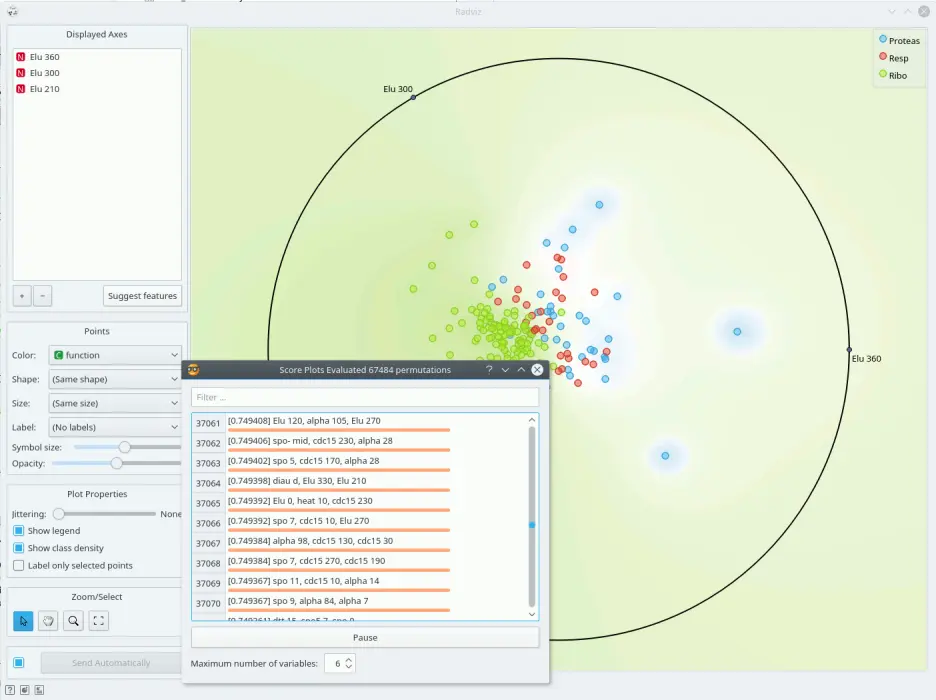 Radviz
Displayed Axes
Elu 360
Elu 300
Elu 210
+
-
Suggest features
Points
Color:
function
Shape:
(Same shape)
Size:
(Same size)
Label:
(No labels)
Symbol size:
Opacity:
Plot Properties
Jittering:
None
Show legend
Show class density
Label only selected points
Zoom/Select
Send Automatically
Elu 300
Elu 360
Proteas
Resp
Ribo
Score Plots Evaluated 67484 permutations
Filter ...
37061 [0.749408] Elu 120, alpha 105, Elu 270
37062 [0.749406] spo- mid, cdc15 230, alpha 28
37063 [0.749402] spo 5, cdc15 170, alpha 28
37064 [0.749398] diau d, Elu 330, Elu 210
37065 [0.749392] Elu 0, heat 10, cdc15 230
37066 [0.749392] spo 7, cdc15 10, Elu 270
37067 [0.749384] alpha 98, cdc15 130, cdc15 30
37068 [0.749384] spo 7, cdc15 270, cdc15 190
37069 [0.749367] spo 11, cdc15 10, alpha 14
37070 [0.749367] spo 9, alpha 84, alpha 7
Pause
Maximum number of variables: 6